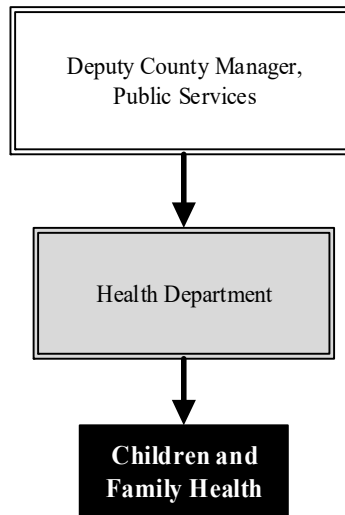 Deputy County Manager,
Public Services
Health Department
Children and
Family Health